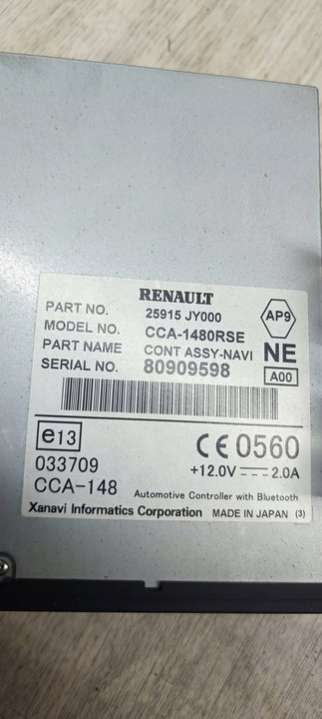 RENAULT
PART NO. 25915 JY000
AP9
MODEL NO. CCA-1480RSE
PART NAME CONT ASSY-NAVI NE
SERIAL NO. 80909598 A00
e13
CE0560
033709
+12.0V⎓2.0A
CCA-148 Automotive Controller with Bluetooth
Xanavi Informatics Corporation MADE IN JAPAN (3)